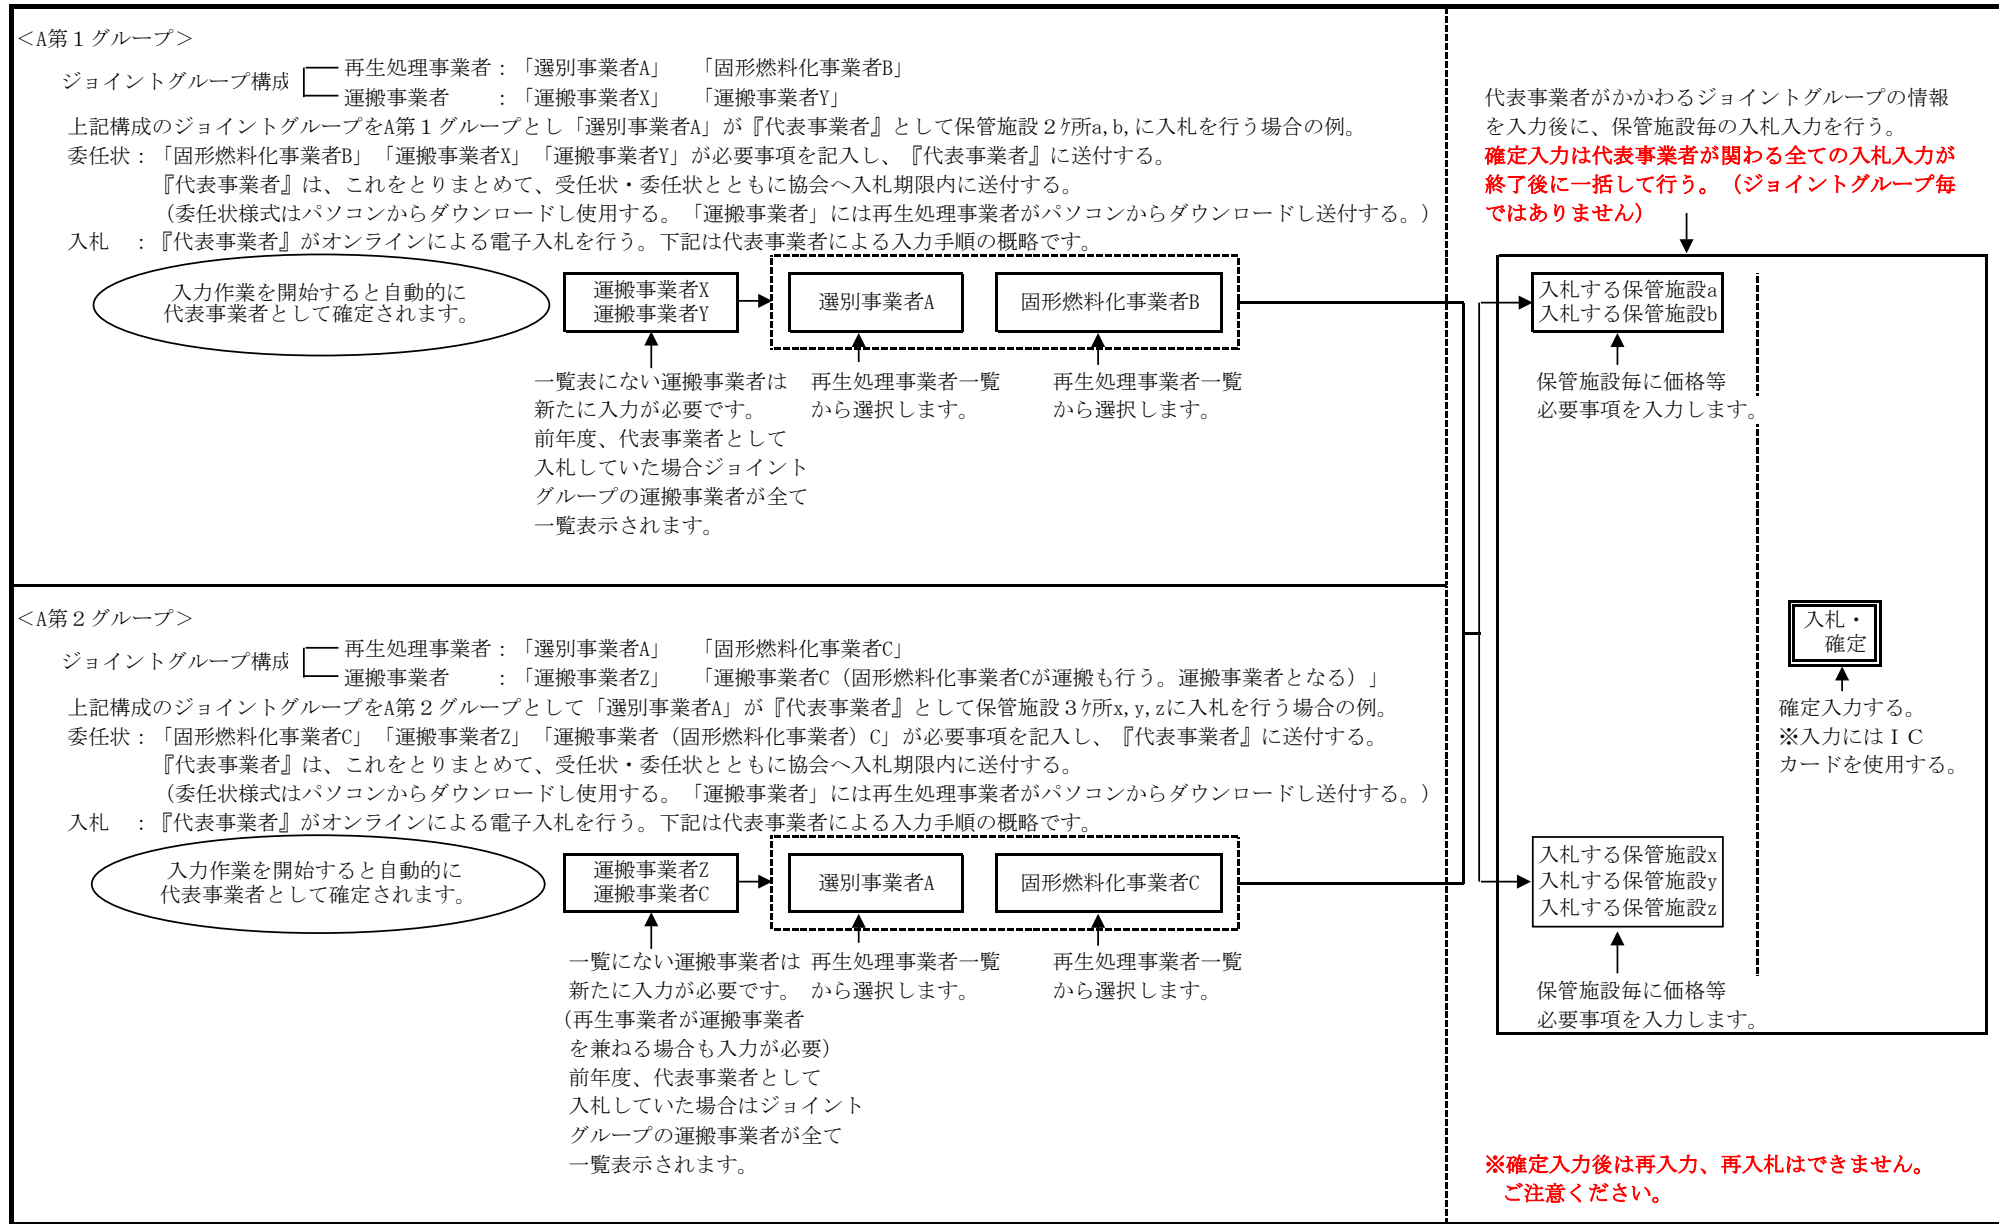 ＜A第１グループ＞
ジョイントグループ構成
再生処理事業者：「選別事業者A」　「固形燃料化事業者B」
運搬事業者　　：「運搬事業者X」　「運搬事業者Y」
上記構成のジョイントグループをA第１グループとし「選別事業者A」が『代表事業者』として保管施設２ｹ所a,b,に入札を行う場合の例。
委任状：「固形燃料化事業者B」「運搬事業者X」「運搬事業者Y」が必要事項を記入し、『代表事業者』に送付する。
『代表事業者』は、これをとりまとめて、受任状・委任状とともに協会へ入札期限内に送付する。
（委任状様式はパソコンからダウンロードし使用する。「運搬事業者」には再生処理事業者がパソコンからダウンロードし送付する。）
入札　：『代表事業者』がオンラインによる電子入札を行う。下記は代表事業者による入力手順の概略です。
入力作業を開始すると自動的に
代表事業者として確定されます。
運搬事業者X
運搬事業者Y
選別事業者A
固形燃料化事業者B
一覧表にない運搬事業者は
新たに入力が必要です。
前年度、代表事業者として
入札していた場合ジョイント
グループの運搬事業者が全て
一覧表示されます。
再生処理事業者一覧
から選択します。
再生処理事業者一覧
から選択します。
＜A第２グループ＞
ジョイントグループ構成
再生処理事業者：「選別事業者A」　「固形燃料化事業者C」
運搬事業者　　：「運搬事業者Z」　「運搬事業者C（固形燃料化事業者Cが運搬も行う。運搬事業者となる）」
上記構成のジョイントグループをA第２グループとして「選別事業者A」が『代表事業者』として保管施設３ｹ所x,y,zに入札を行う場合の例。
委任状：「固形燃料化事業者C」「運搬事業者Z」「運搬事業者（固形燃料化事業者）C」が必要事項を記入し、『代表事業者』に送付する。
『代表事業者』は、これをとりまとめて、受任状・委任状とともに協会へ入札期限内に送付する。
（委任状様式はパソコンからダウンロードし使用する。「運搬事業者」には再生処理事業者がパソコンからダウンロードし送付する。）
入札　：『代表事業者』がオンラインによる電子入札を行う。下記は代表事業者による入力手順の概略です。
入力作業を開始すると自動的に
代表事業者として確定されます。
運搬事業者Z
運搬事業者C
選別事業者A
固形燃料化事業者C
一覧にない運搬事業者は
新たに入力が必要です。
（再生事業者が運搬事業者
を兼ねる場合も入力が必要）
前年度、代表事業者として
入札していた場合はジョイント
グループの運搬事業者が全て
一覧表示されます。
再生処理事業者一覧
から選択します。
再生処理事業者一覧
から選択します。
代表事業者がかかわるジョイントグループの情報
を入力後に、保管施設毎の入札入力を行う。
確定入力は代表事業者が関わる全ての入札入力が
終了後に一括して行う。（ジョイントグループ毎
ではありません）
入札する保管施設a
入札する保管施設b
保管施設毎に価格等
必要事項を入力します。
入札・
確定
確定入力する。
※入力にはＩＣ
カードを使用する。
入札する保管施設x
入札する保管施設y
入札する保管施設z
保管施設毎に価格等
必要事項を入力します。
※確定入力後は再入力、再入札はできません。
ご注意ください。